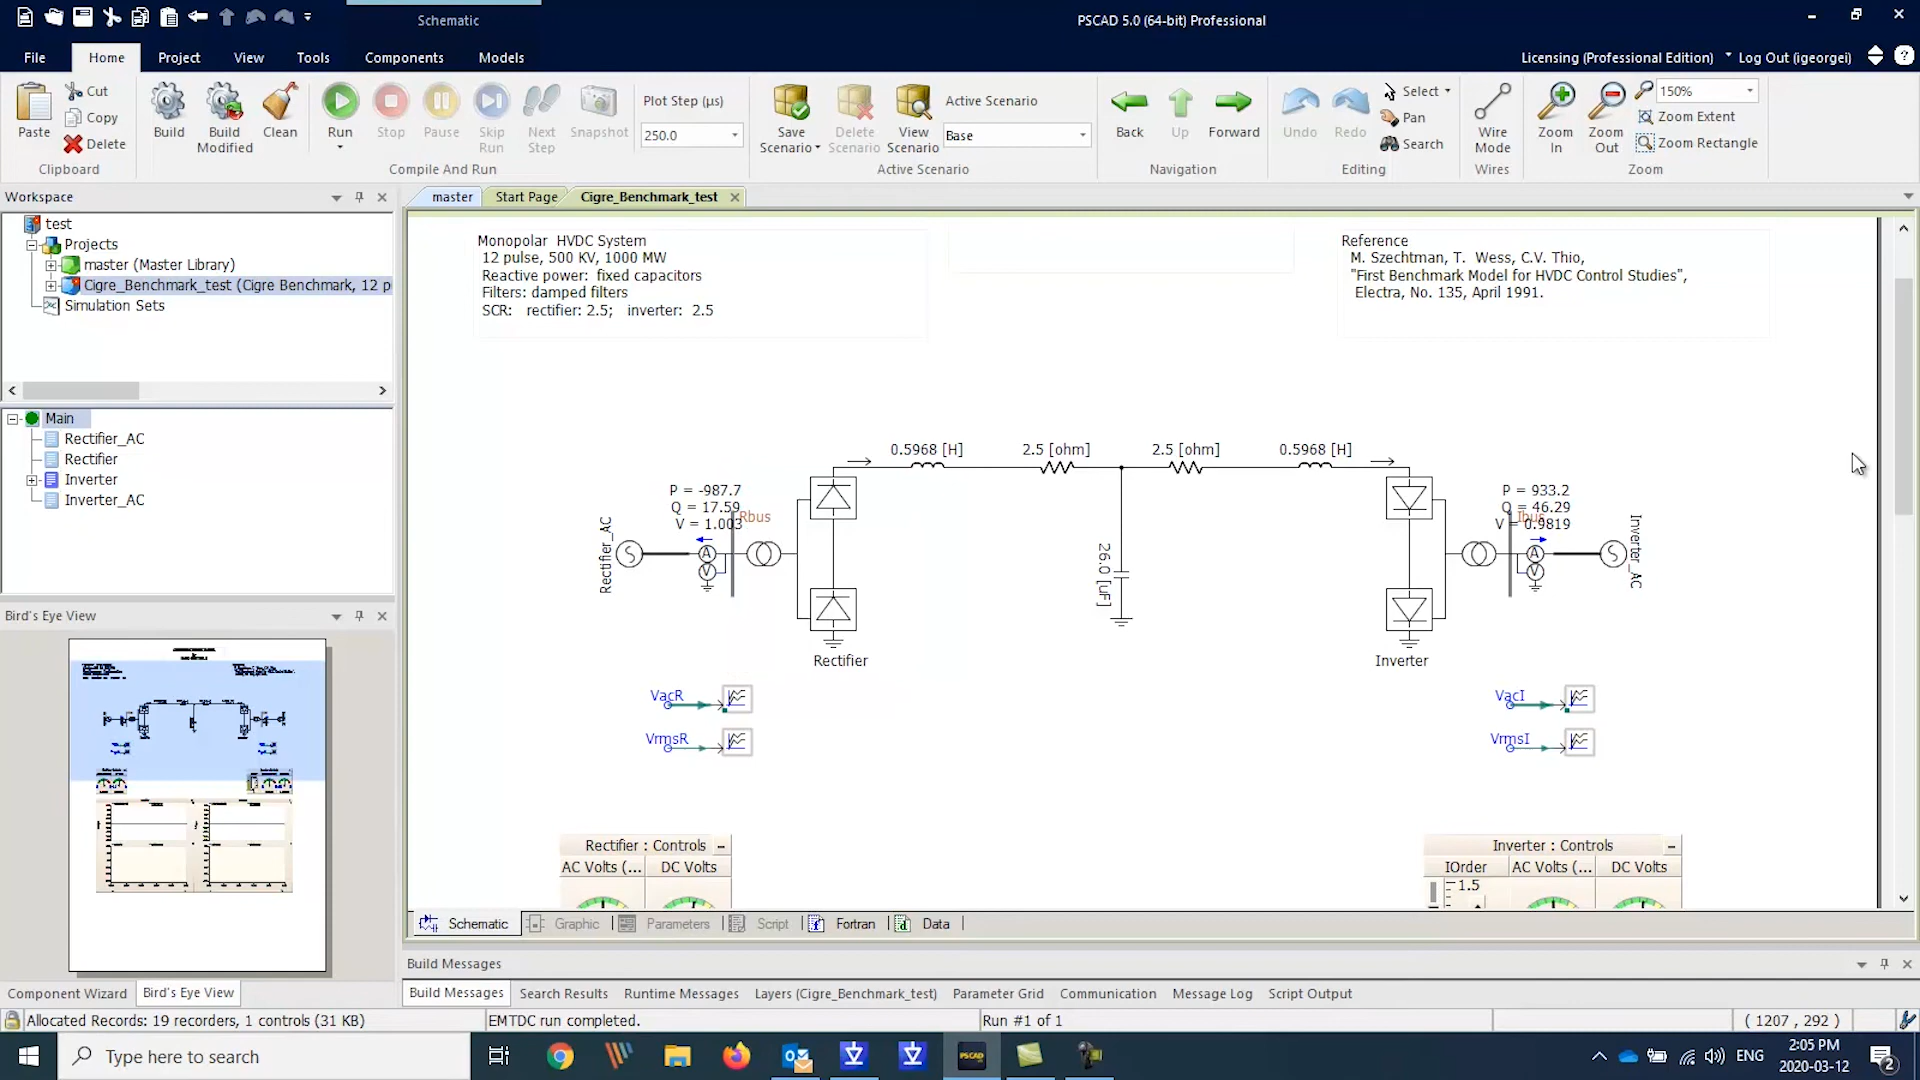 Schematic
PSCAD 5.0 (64-bit) Professional
File
Home
Project
View
Tools
Components
Models
Licensing (Professional Edition)
Log Out (igeorgei)
Paste
Cut
Copy
Delete
Clipboard
Build
Build Modified
Clean
Run
Stop
Pause
Skip Run
Next Step
Snapshot
Compile And Run
Plot Step (µs)
250.0
Save Scenario
Delete Scenario
View Scenario
Active Scenario
Base
Active Scenario
Back
Up
Forward
Navigation
Undo
Redo
Select
Pan
Search
Editing
Wire Mode
Wires
Zoom In
Zoom Out
150%
Zoom Extent
Zoom Rectangle
Zoom
Workspace
test
Projects
master (Master Library)
Cigre_Benchmark_test (Cigre Benchmark, 12 p
Simulation Sets
Main
Rectifier_AC
Rectifier
Inverter
Inverter_AC
Bird's Eye View
Component Wizard
Bird's Eye View
master
Start Page
Cigre_Benchmark_test
Monopolar HVDC System
12 pulse, 500 KV, 1000 MW
Reactive power: fixed capacitors
Filters: damped filters
SCR: rectifier: 2.5; inverter: 2.5
Reference
M. Szechtman, T. Wess, C.V. Thio,
"First Benchmark Model for HVDC Control Studies",
Electra, No. 135, April 1991.
0.5968 [H]
2.5 [ohm]
2.5 [ohm]
0.5968 [H]
P = -987.7
Q = 17.59
V = 1.003
Rbus
Rectifier_AC
S
A
V
26.0 [uF]
P = 933.2
Q = 46.29
V = 0.9819
Ibus
A
V
S
Inverter_AC
Rectifier
Inverter
VacR
VrmsR
VacI
VrmsI
Rectifier : Controls
AC Volts (...
DC Volts
Inverter : Controls
IOrder
AC Volts (...
DC Volts
1.5
Schematic
Graphic
Parameters
Script
Fortran
Data
Build Messages
Build Messages
Search Results
Runtime Messages
Layers (Cigre_Benchmark_test)
Parameter Grid
Communication
Message Log
Script Output
Allocated Records: 19 recorders, 1 controls (31 KB)
EMTDC run completed.
Run #1 of 1
( 1207 , 292 )
Type here to search
PSCAD
ENG
2:05 PM
2020-03-12
2